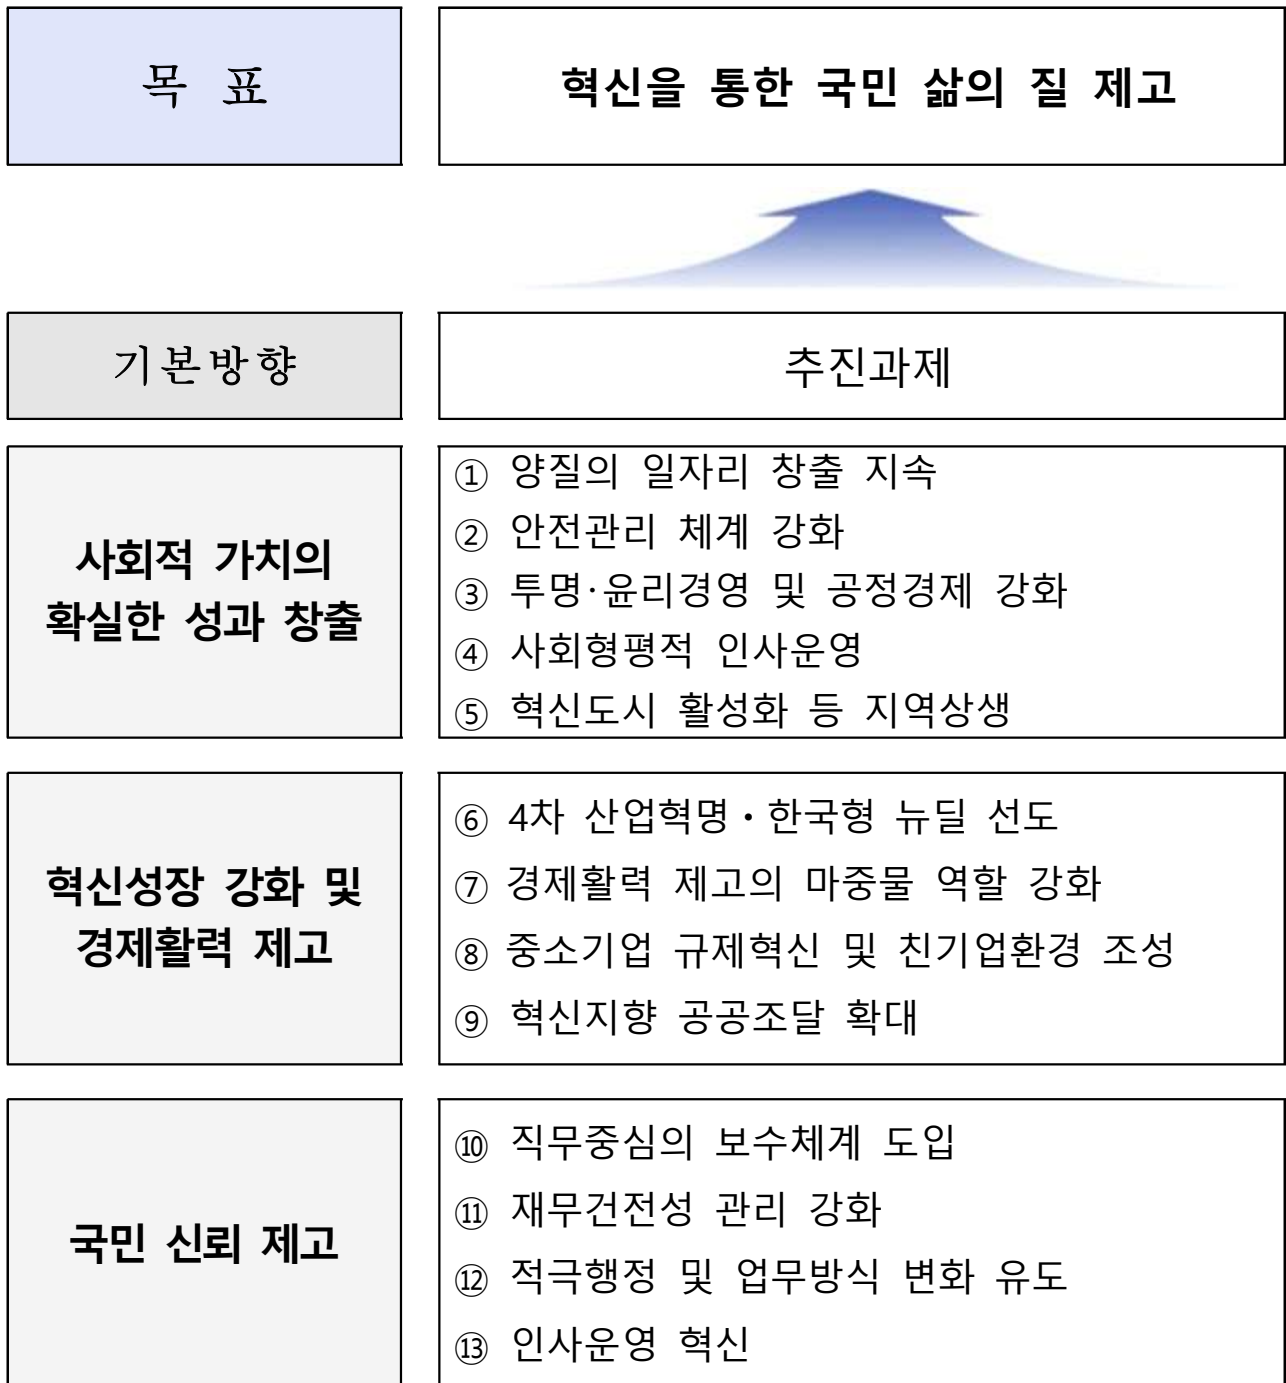 목 표
혁신을 통한 국민 삶의 질 제고
기본방향
추진과제
사회적 가치의
확실한 성과 창출
① 양질의 일자리 창출 지속
② 안전관리 체계 강화
③ 투명·윤리경영 및 공정경제 강화
④ 사회형평적 인사운영
⑤ 혁신도시 활성화 등 지역상생
혁신성장 강화 및
경제활력 제고
⑥ 4차 산업혁명・한국형 뉴딜 선도
⑦ 경제활력 제고의 마중물 역할 강화
⑧ 중소기업 규제혁신 및 친기업환경 조성
⑨ 혁신지향 공공조달 확대
국민 신뢰 제고
⑩ 직무중심의 보수체계 도입
⑪ 재무건전성 관리 강화
⑫ 적극행정 및 업무방식 변화 유도
⑬ 인사운영 혁신